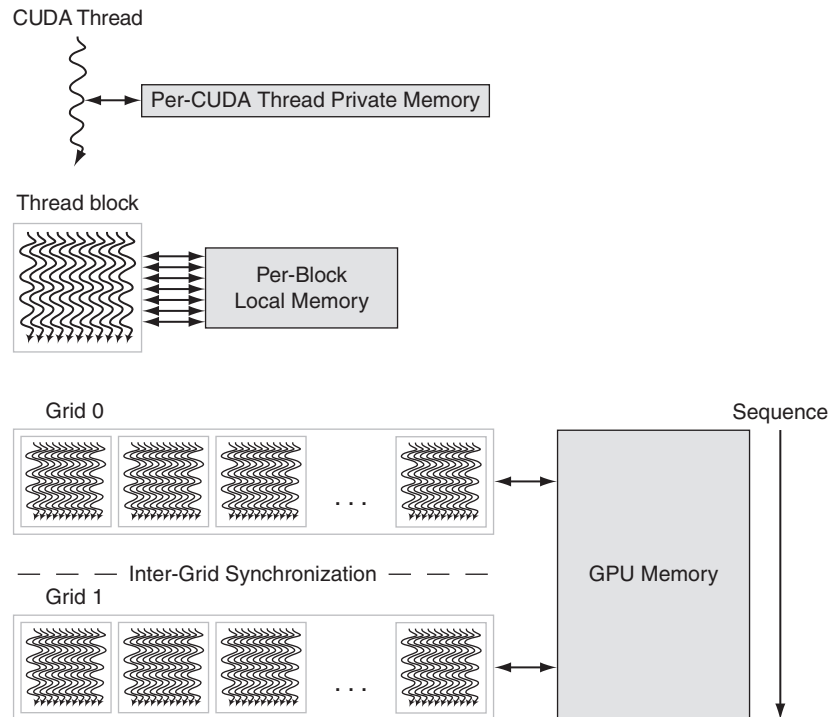 CUDA Thread
Per-CUDA Thread Private Memory
Thread block
Per-Block
Local Memory
Grid 0
Sequence
. . .
Inter-Grid Synchronization
GPU Memory
Grid 1
. . .